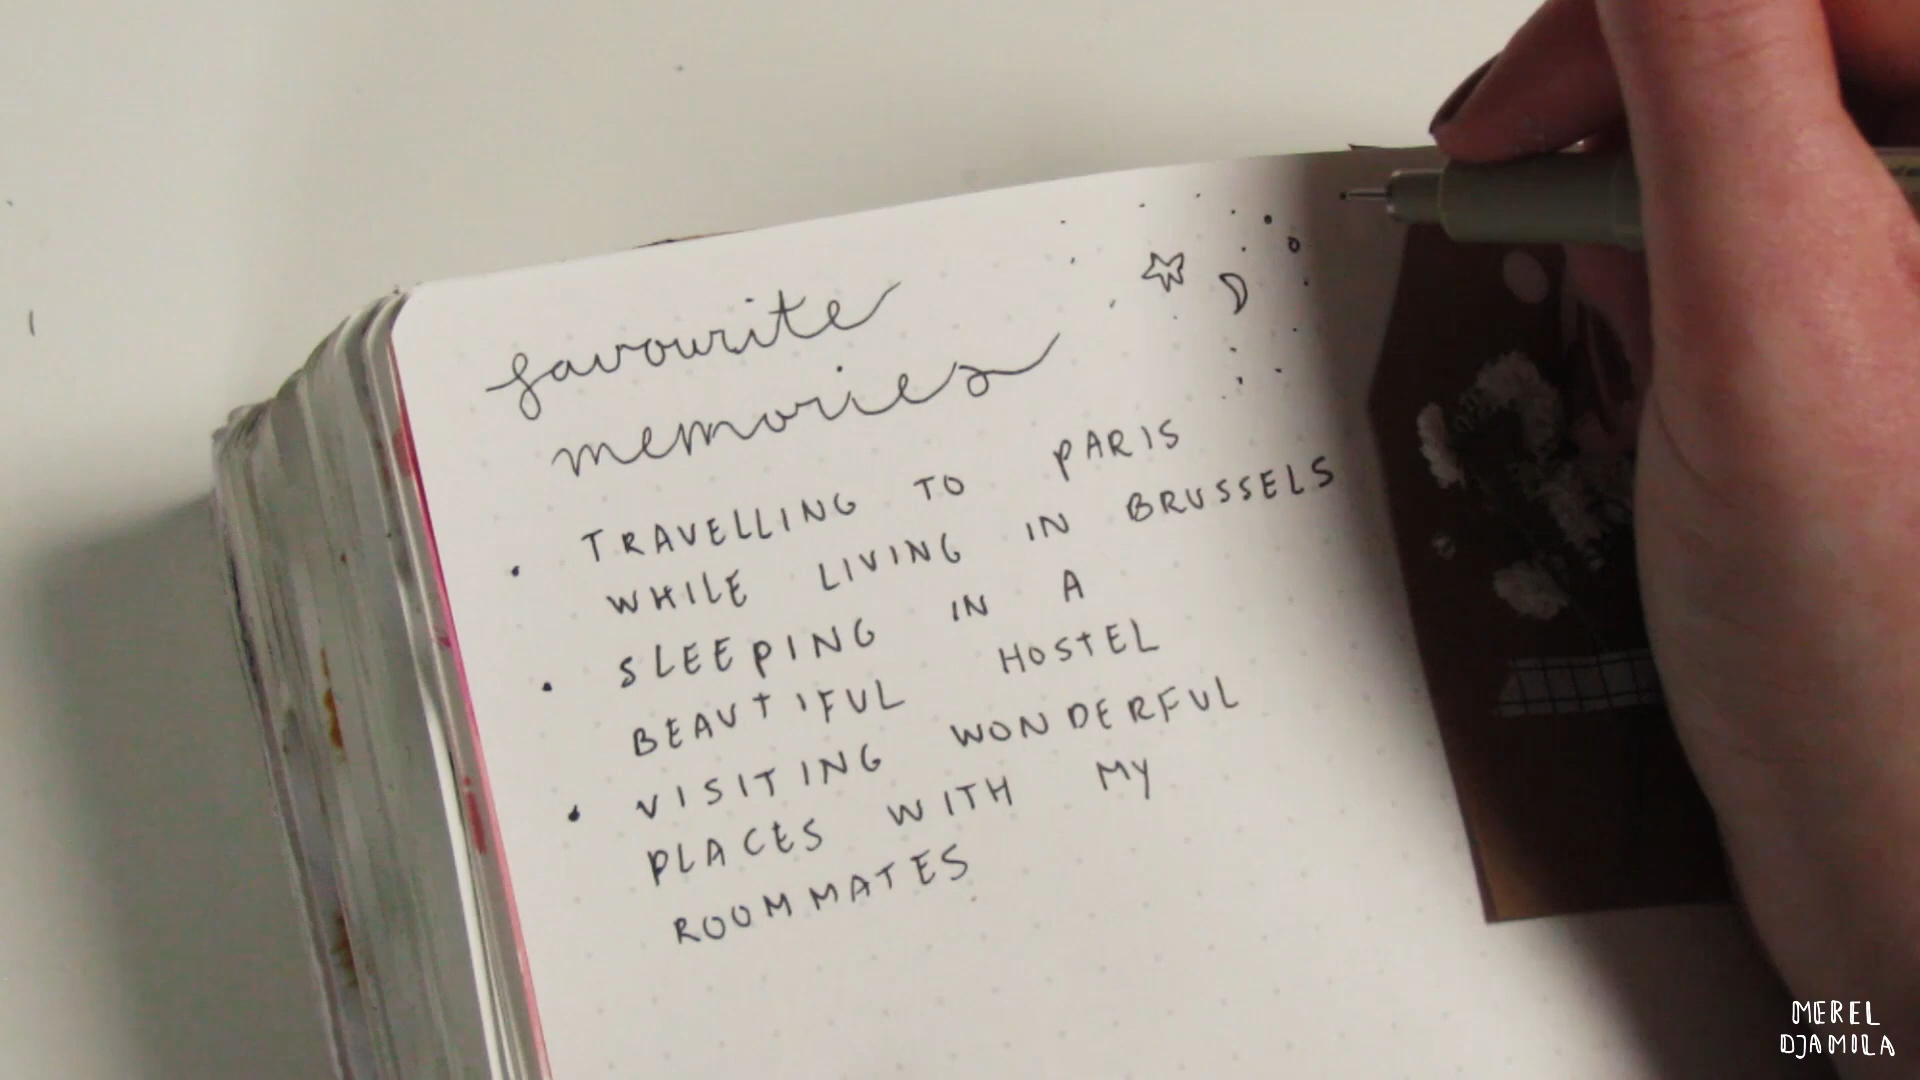 favourite
memories
• TRAVELLING TO PARIS
WHILE LIVING IN BRUSSELS
• SLEEPING IN A
BEAUTIFUL HOSTEL
• VISITING WONDERFUL
PLACES WITH MY
ROOMMATES
MEREL
DJAMILA